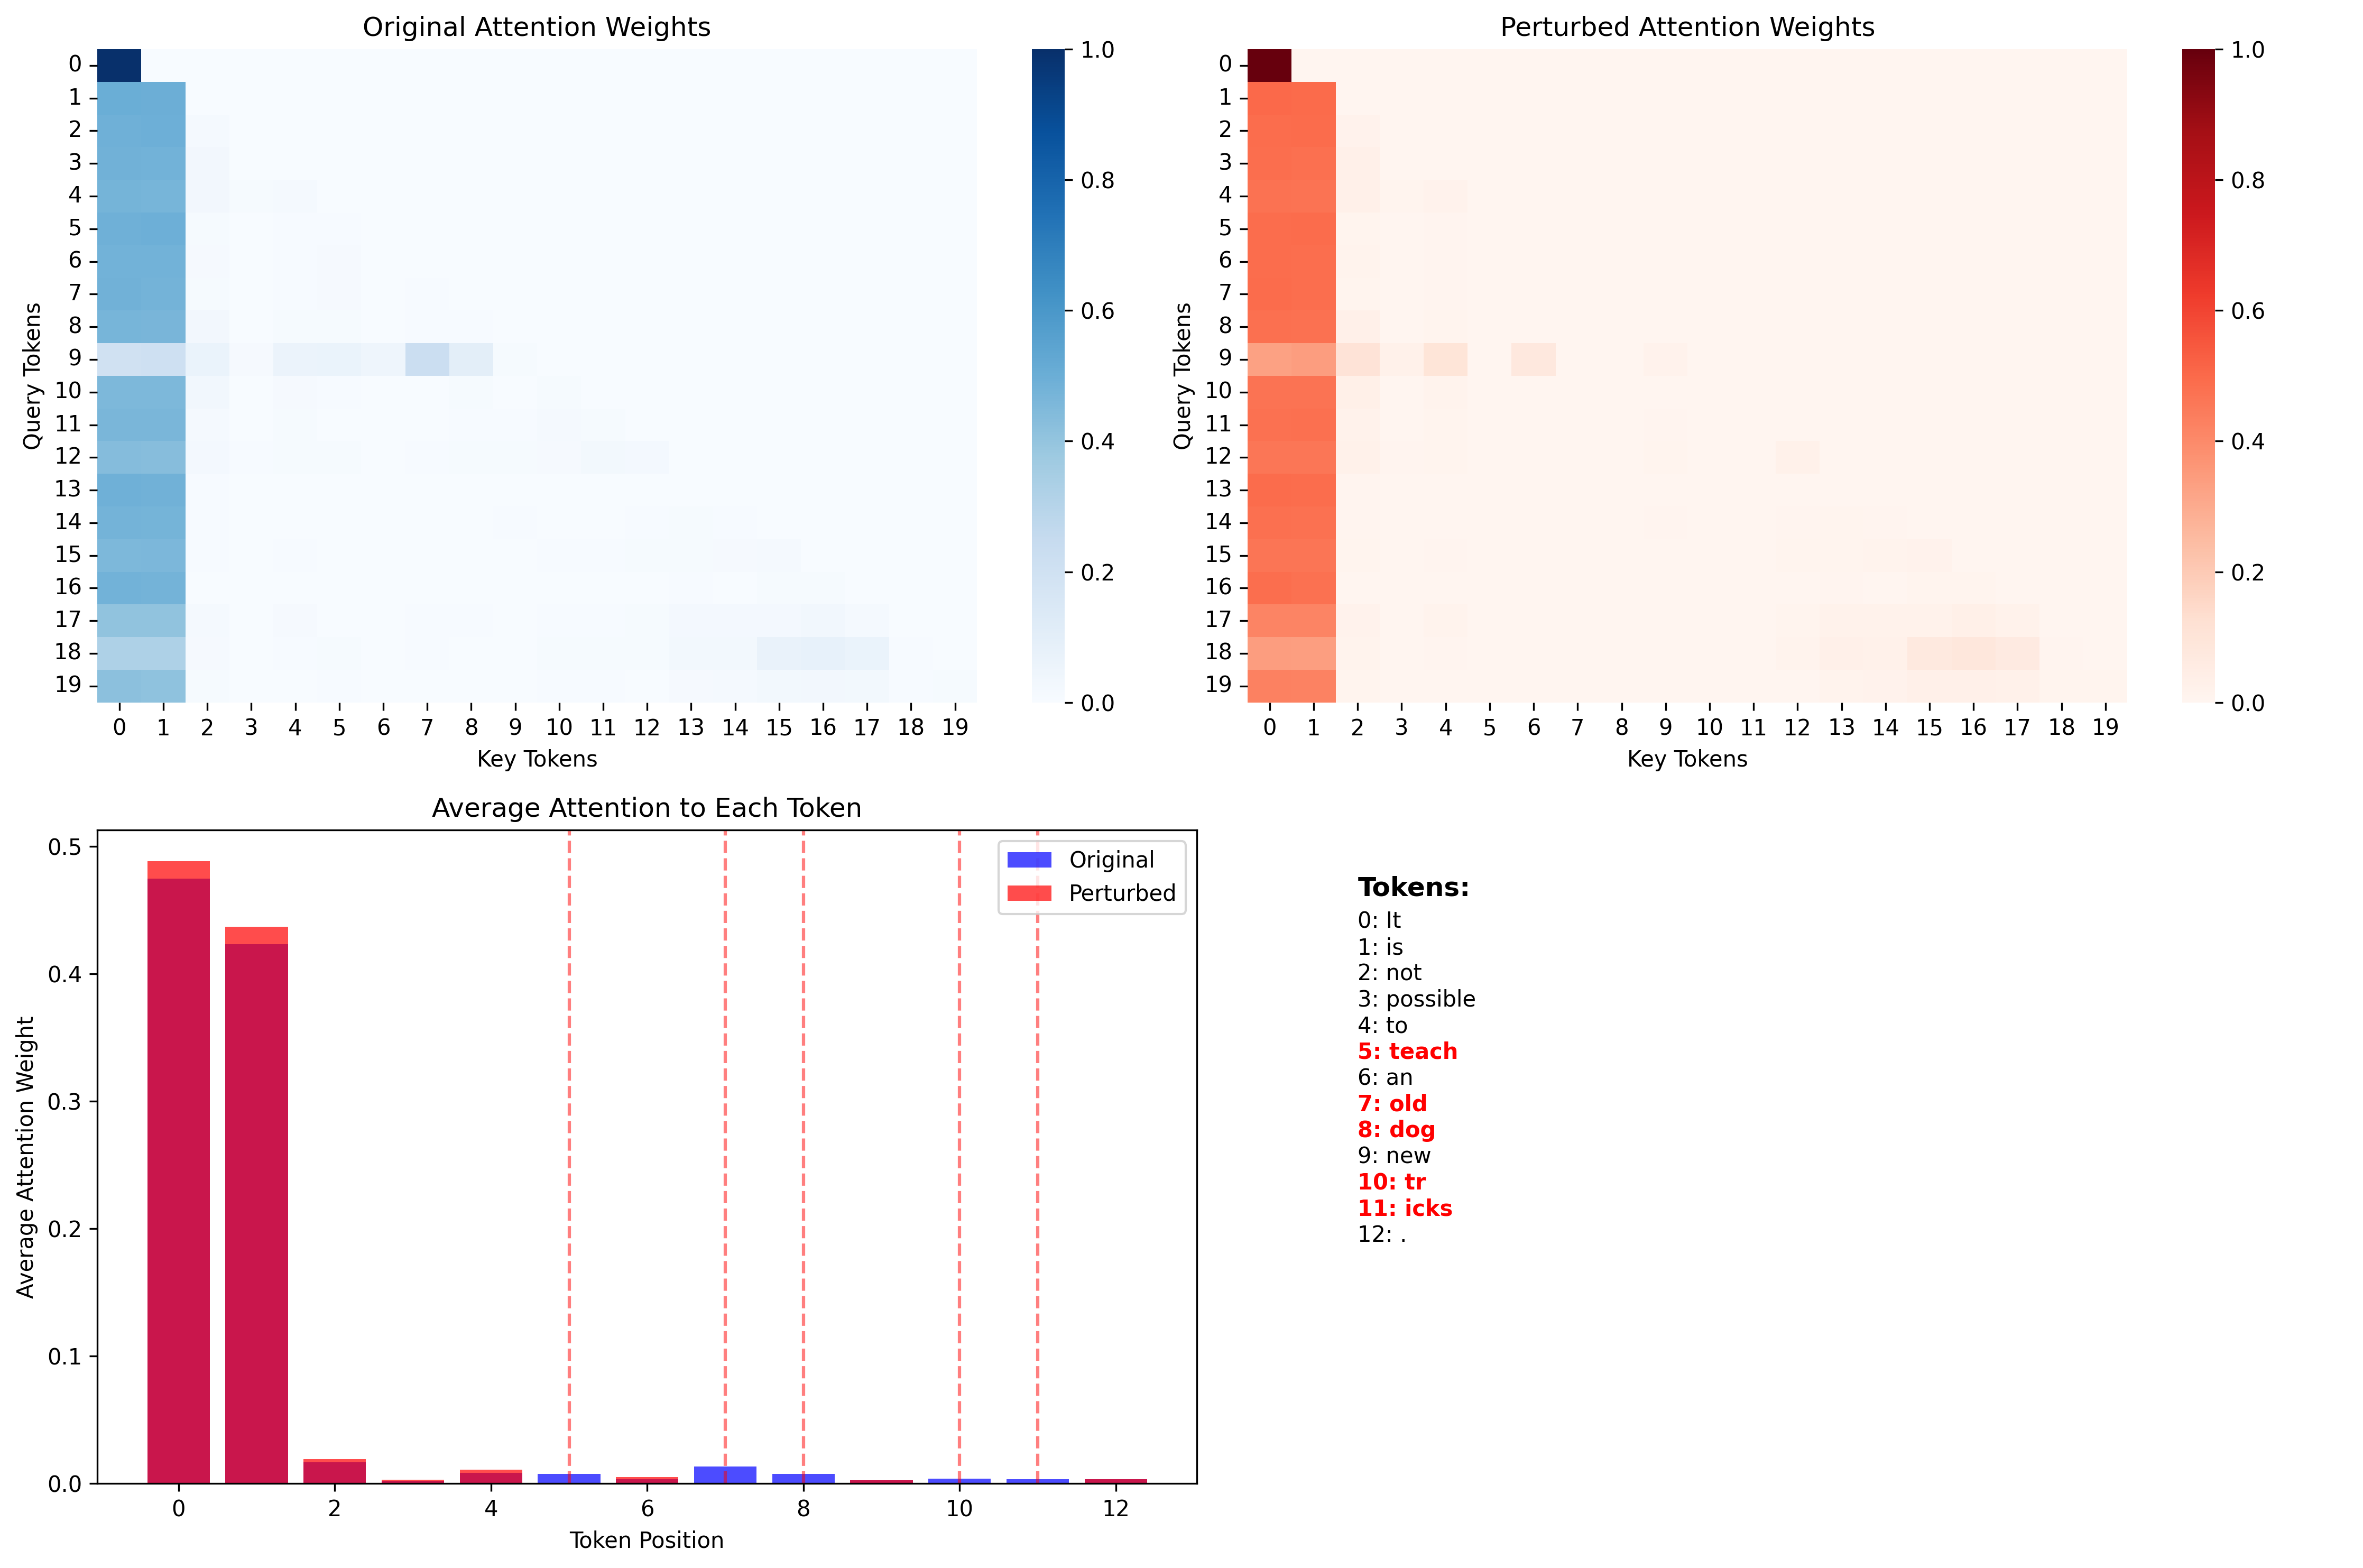 Original Attention Weights
0
1
2
3
4
5
6
7
8
9
10
11
12
13
14
15
16
17
18
19
Query Tokens
0 1 2 3 4 5 6 7 8 9 10 11 12 13 14 15 16 17 18 19
Key Tokens
1.0
0.8
0.6
0.4
0.2
0.0
Perturbed Attention Weights
0
1
2
3
4
5
6
7
8
9
10
11
12
13
14
15
16
17
18
19
Query Tokens
0 1 2 3 4 5 6 7 8 9 10 11 12 13 14 15 16 17 18 19
Key Tokens
1.0
0.8
0.6
0.4
0.2
0.0
Average Attention to Each Token
0.5
0.4
0.3
0.2
0.1
0.0
Average Attention Weight
0 2 4 6 8 10 12
Token Position
Original
Perturbed
Tokens:
0: It
1: is
2: not
3: possible
4: to
5: teach
6: an
7: old
8: dog
9: new
10: tr
11: icks
12: .